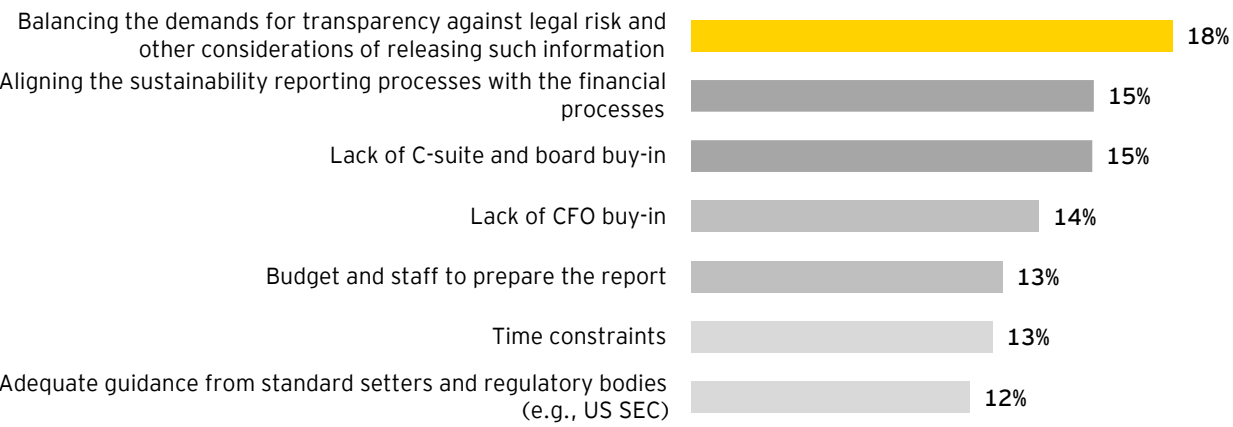 Balancing the demands for transparency against legal risk and
other considerations of releasing such information
18%
Aligning the sustainability reporting processes with the financial
processes
15%
Lack of C-suite and board buy-in
15%
Lack of CFO buy-in
14%
Budget and staff to prepare the report
13%
Time constraints
13%
Adequate guidance from standard setters and regulatory bodies
(e.g., US SEC)
12%